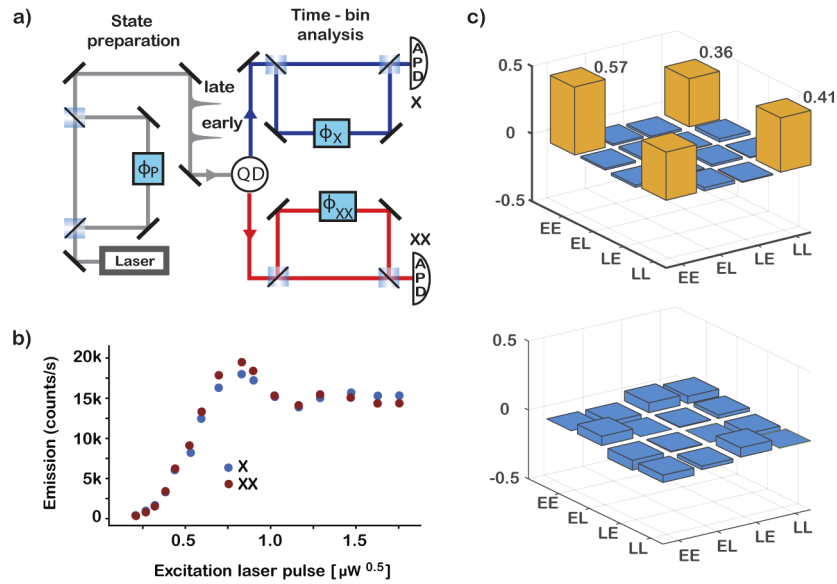 a)
State
preparation
Time - bin
analysis
late
early
ϕP
QD
Laser
ϕX
A
P
D
X
ϕXX
XX
A
P
D
b)
Emission (counts/s)
20k
15k
10k
5k
0
X
XX
0.5
1.0
1.5
Excitation laser pulse [ μW 0.5 ]
c)
0.5
0
-0.5
0.57
0.36
0.41
EE
EL
LE
LL
EE
EL
LE
LL
0.5
0
-0.5
EE
EL
LE
LL
EE
EL
LE
LL